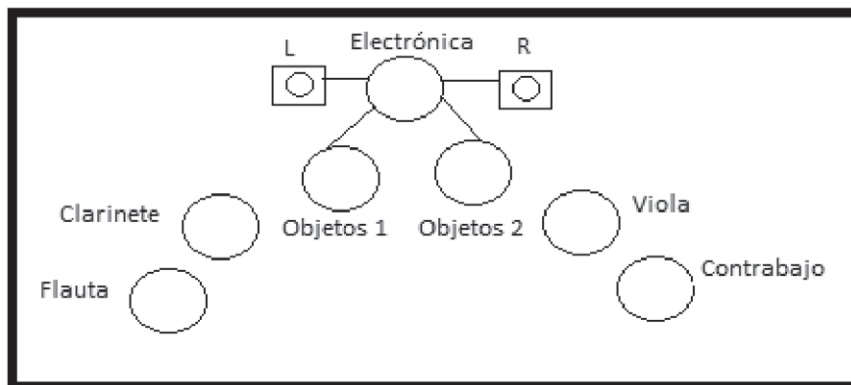 Electrónica
L
R
Clarinete
Objetos 1
Objetos 2
Viola
Flauta
Contrabajo